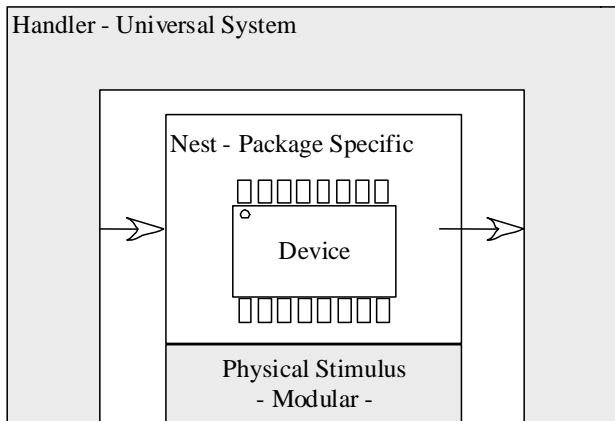 Handler - Universal System
Nest - Package Specific
Device
Physical Stimulus
- Modular -